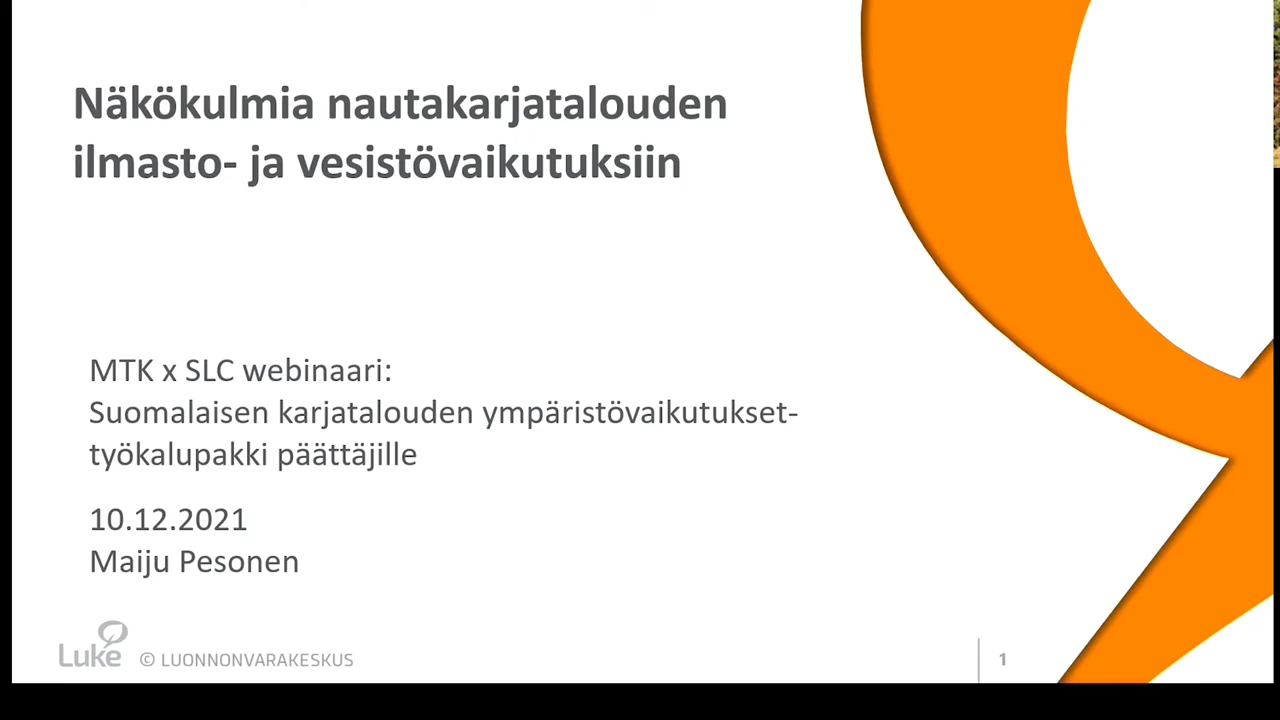 Näkökulmia nautakarjatalouden
ilmasto- ja vesistövaikutuksiin
MTK x SLC webinaari:
Suomalaisen karjatalouden ympäristövaikutukset-
työkalupakki päättäjille
10.12.2021
Maiju Pesonen
Luke © LUONNONVARAKESKUS
1